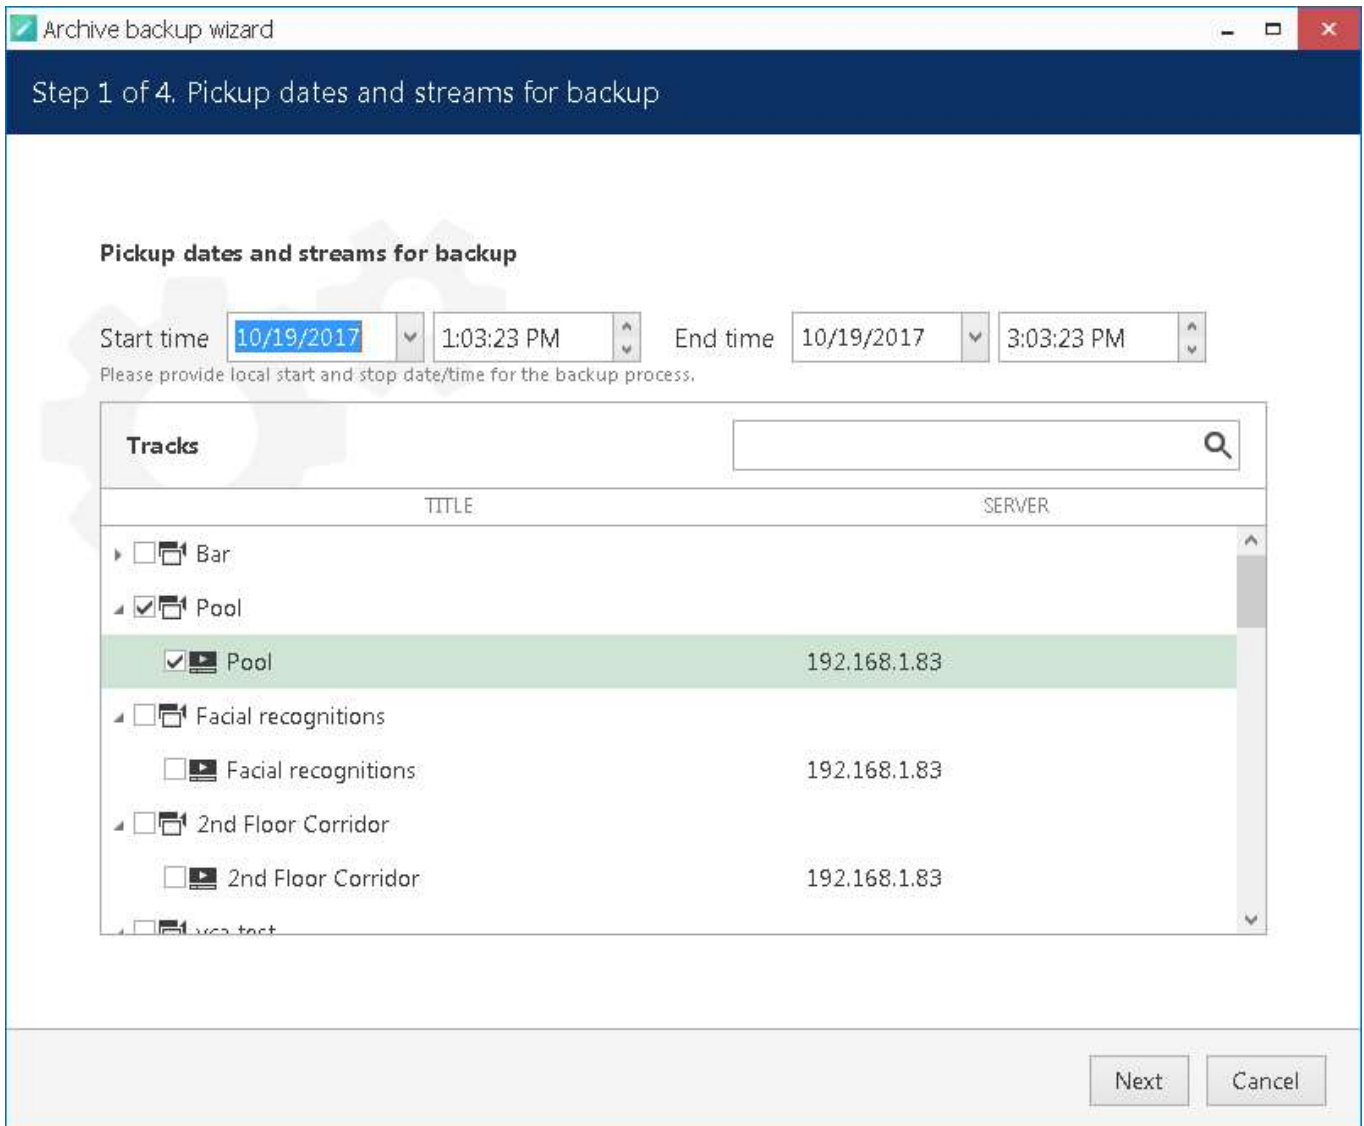 Archive backup wizard
Step 1 of 4. Pickup dates and streams for backup
Pickup dates and streams for backup
Start time 10/19/2017 1:03:23 PM End time 10/19/2017 3:03:23 PM
Please provide local start and stop date/time for the backup process.
Tracks
TITLE SERVER
Bar
Pool
Pool 192.168.1.83
Facial recognitions
Facial recognitions 192.168.1.83
2nd Floor Corridor
2nd Floor Corridor 192.168.1.83
vca test
Next Cancel